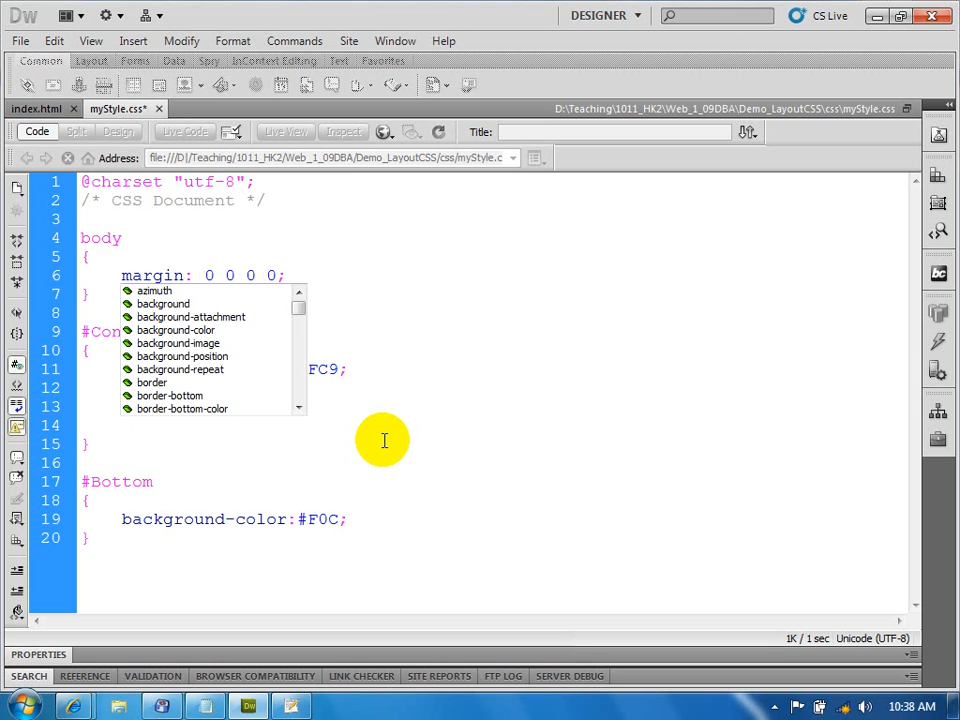 Dw DESIGNER CS Live
File Edit View Insert Modify Format Commands Site Window Help
Common Layout Forms Data Spry InContext Editing Text Favorites
index.html myStyle.css* D:\Teaching\1011_HK2\Web_1_09DBA\Demo_LayoutCSS\css\myStyle.css
Code Split Design Live Code Live View Inspect Title:
Address: file:///D|/Teaching/1011_HK2/Web_1_09DBA/Demo_LayoutCSS/css/myStyle.c
1 @charset "utf-8";
2 /* CSS Document */
3
4 body
5 {
6 margin: 0 0 0 0;
7 }
azimuth
8
background
background-attachment
9 #Con
background-color
background-image
10 {
background-position
11 FC9;
background-repeat
12
border
border-bottom
13
border-bottom-color
14
15 }
16
17 #Bottom
18 {
19 background-color:#F0C;
20 }
1K / 1 sec Unicode (UTF-8)
PROPERTIES
SEARCH REFERENCE VALIDATION BROWSER COMPATIBILITY LINK CHECKER SITE REPORTS FTP LOG SERVER DEBUG
Dw 10:38 AM